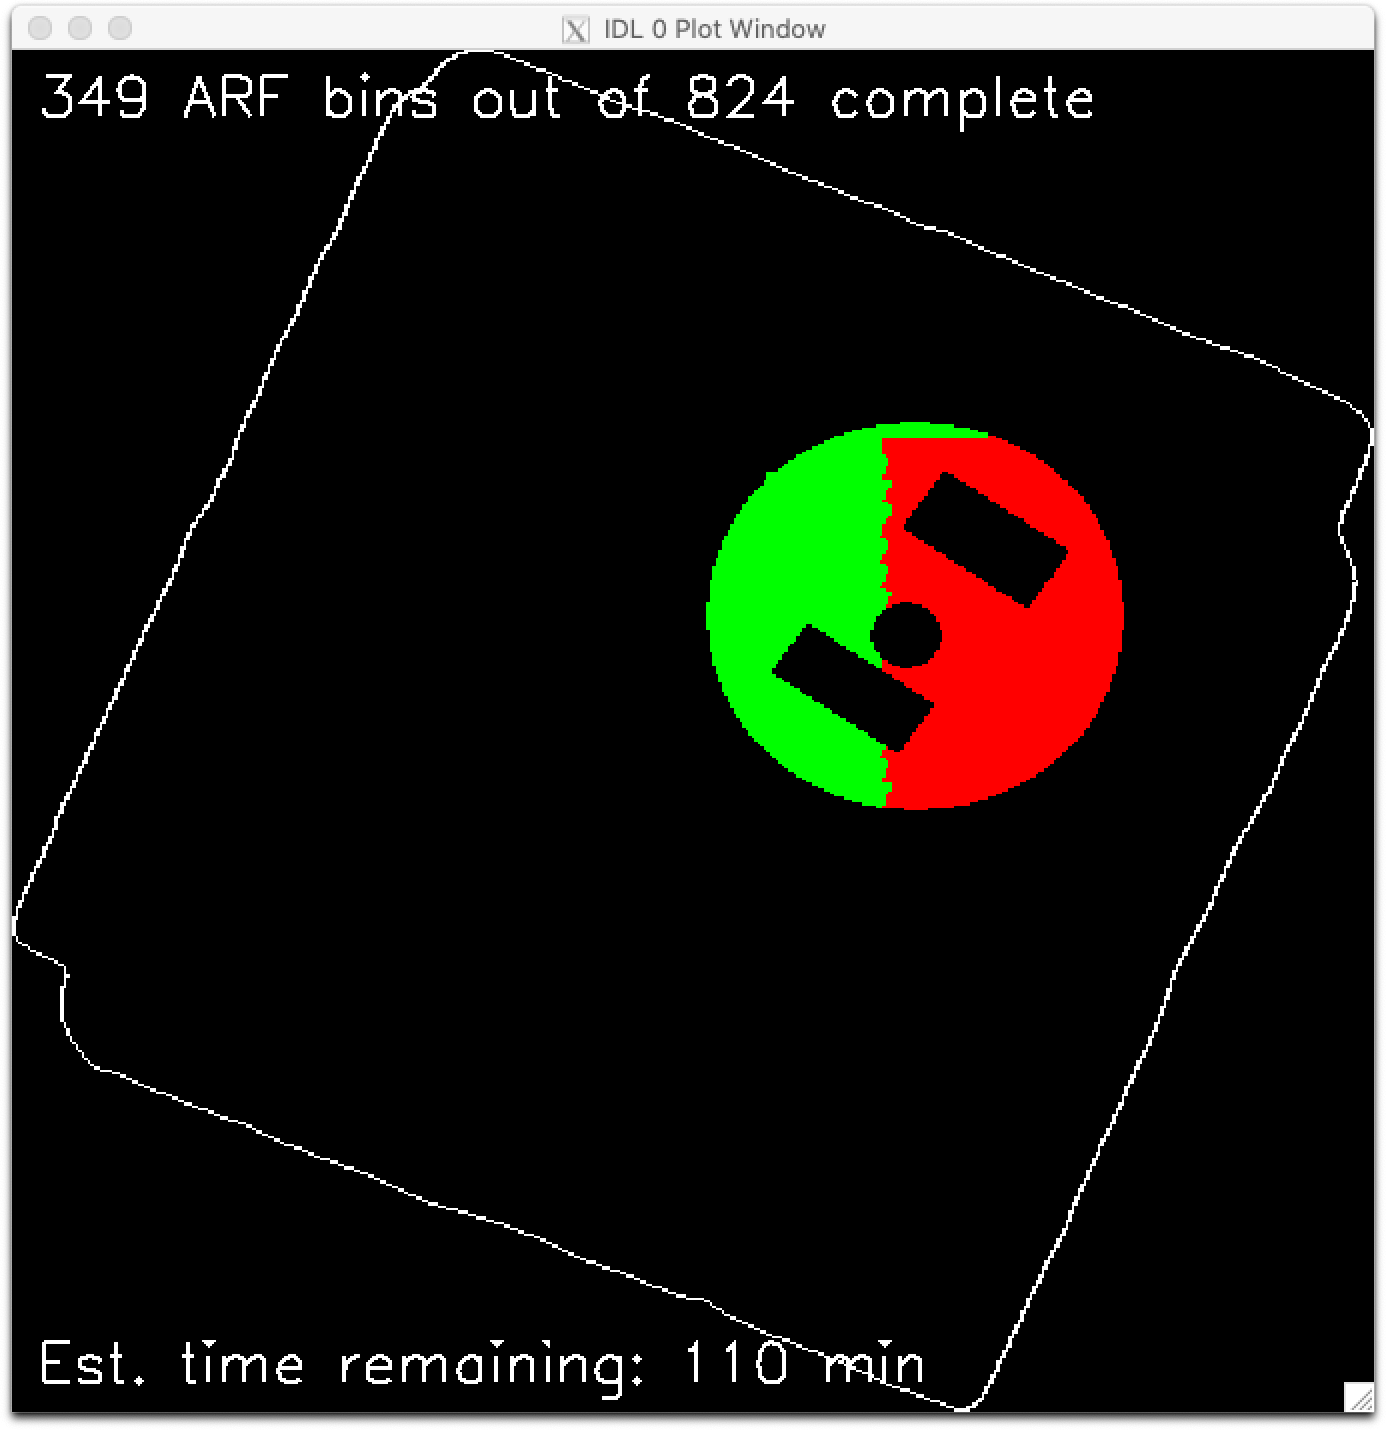 IDL 0 Plot Window
349 ARF bins out of 824 complete
Est. time remaining: 110 min